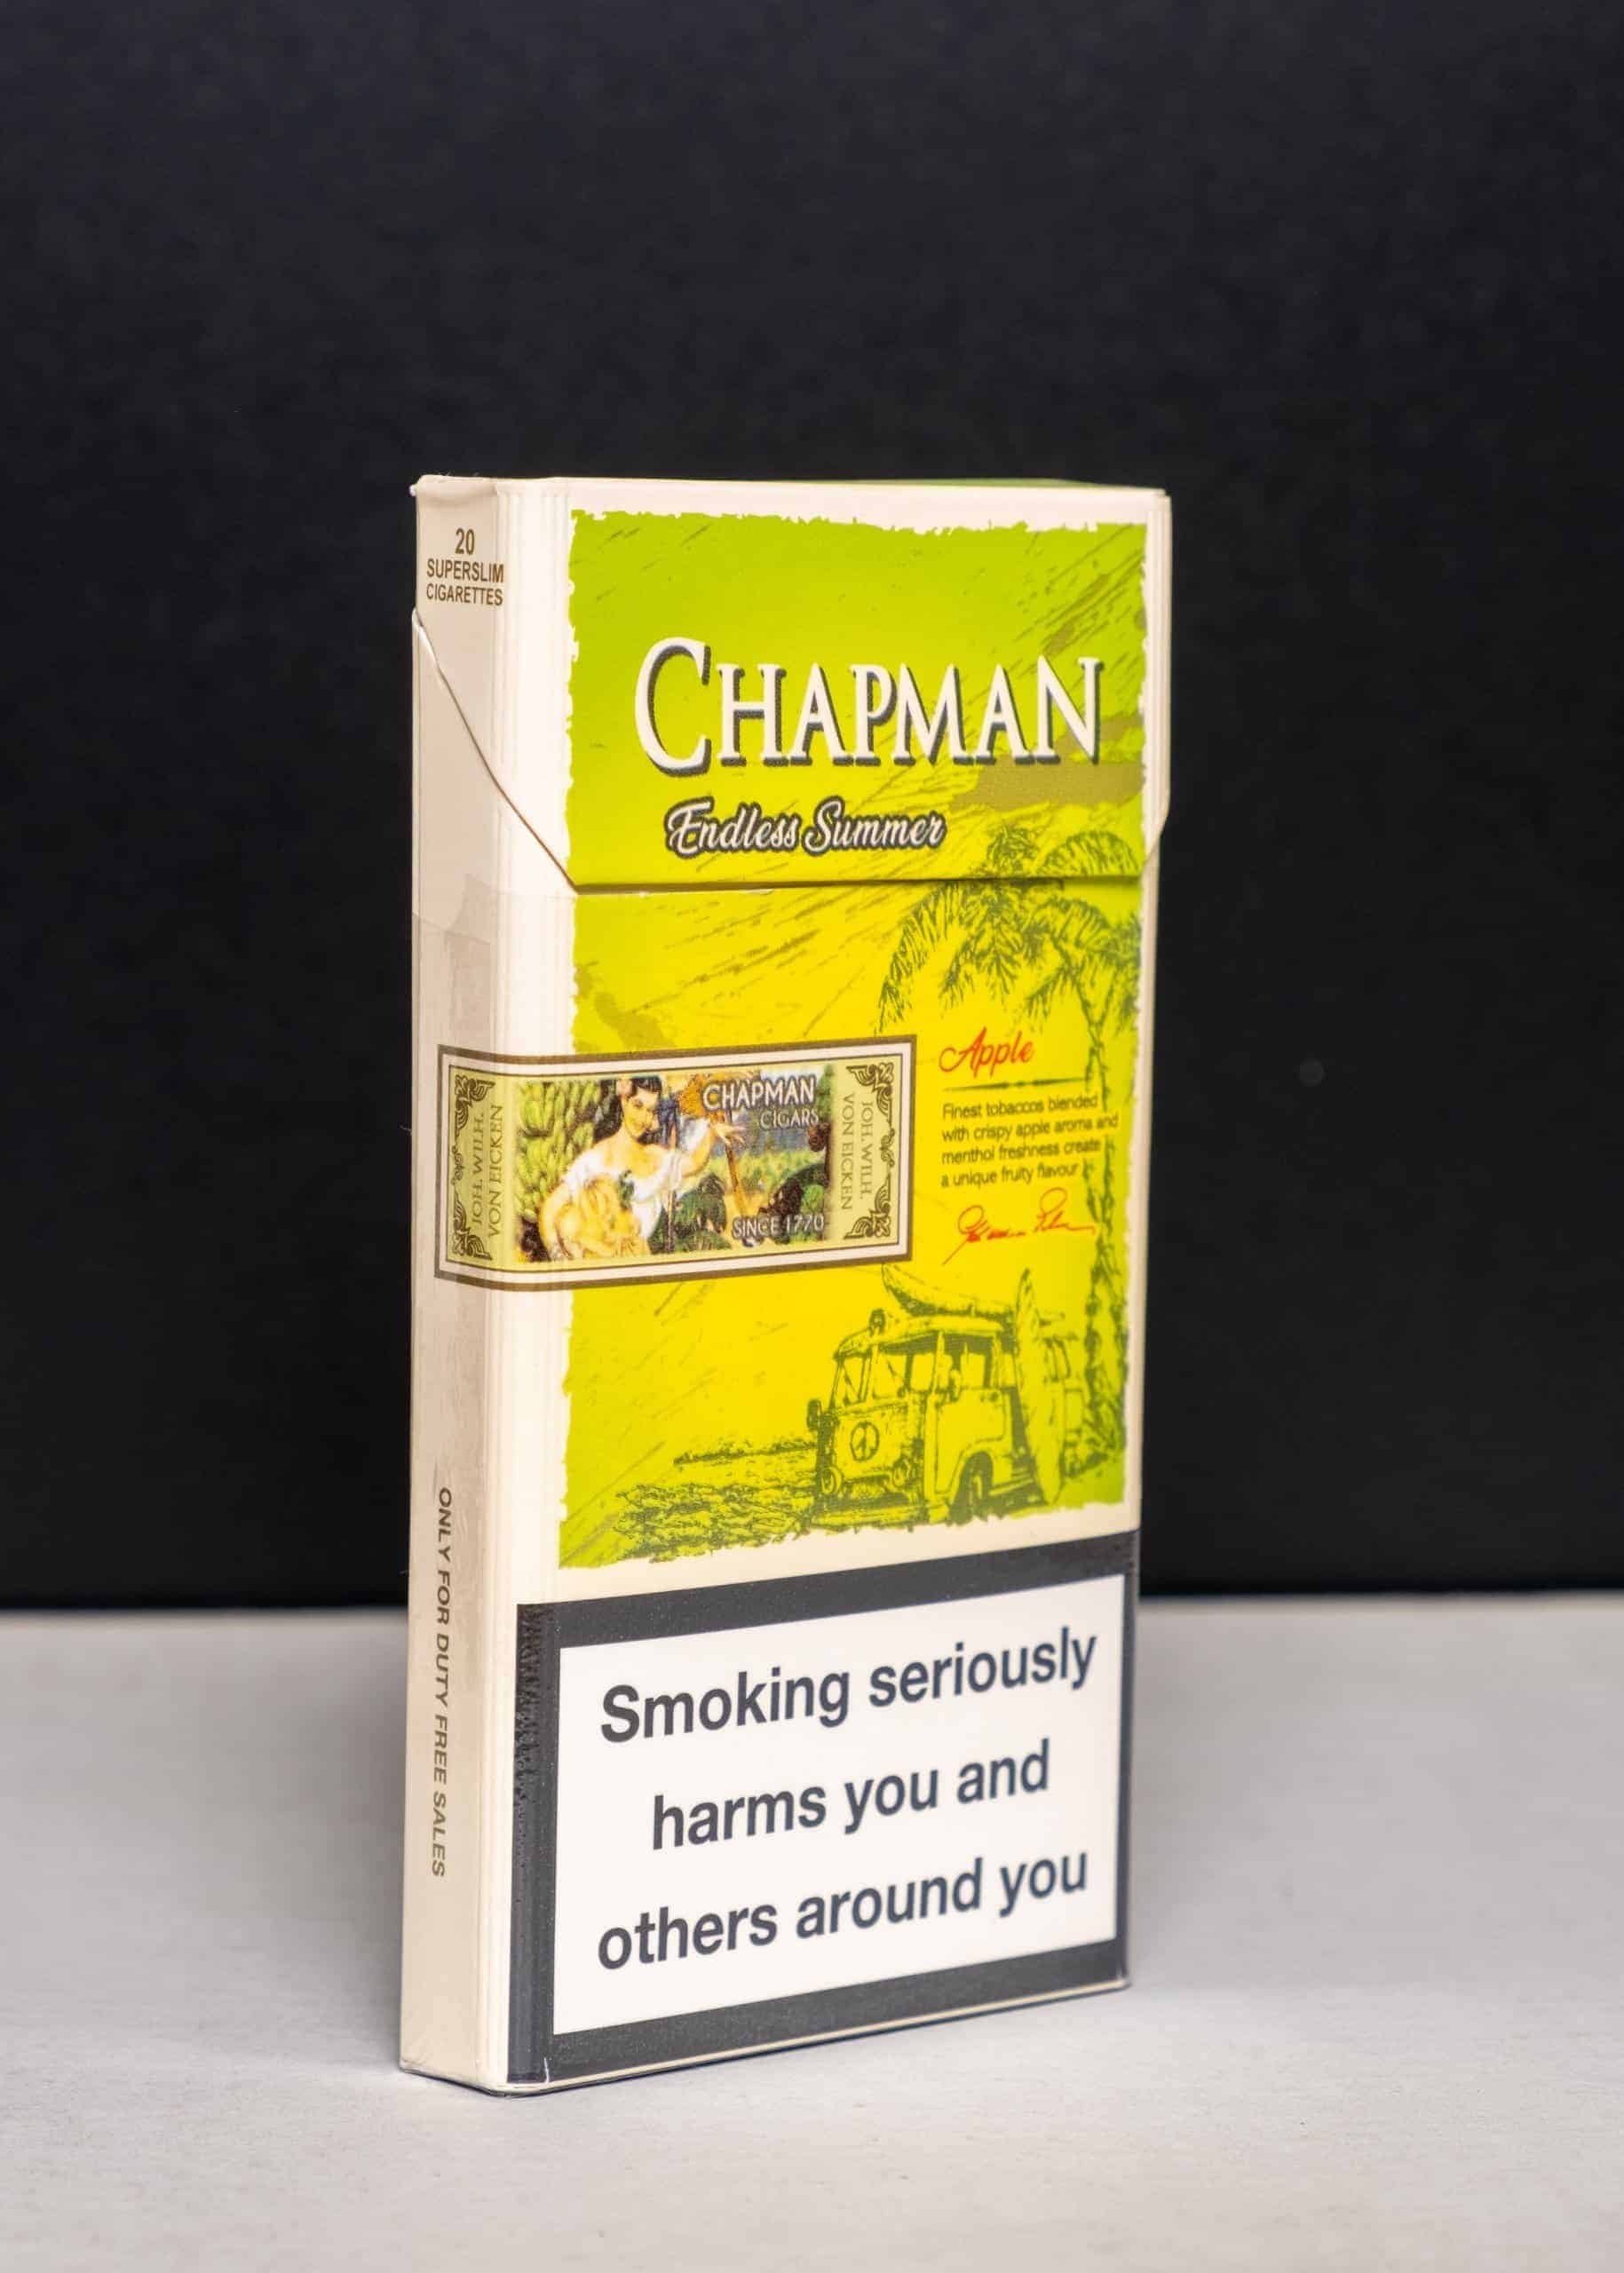 20
SUPERSLIM
CIGARETTES
CHAPMAN
Endless Summer
Apple
Finest tobaccos blended
with crispy apple aroma and
menthol freshness create
a unique fruity flavour
JOH. WILH.
VON EICKEN
CHAPMAN
CIGARS
SINCE 1770
JOH. WILH.
VON EICKEN
ONLY FOR DUTY FREE SALES
Smoking seriously
harms you and
others around you